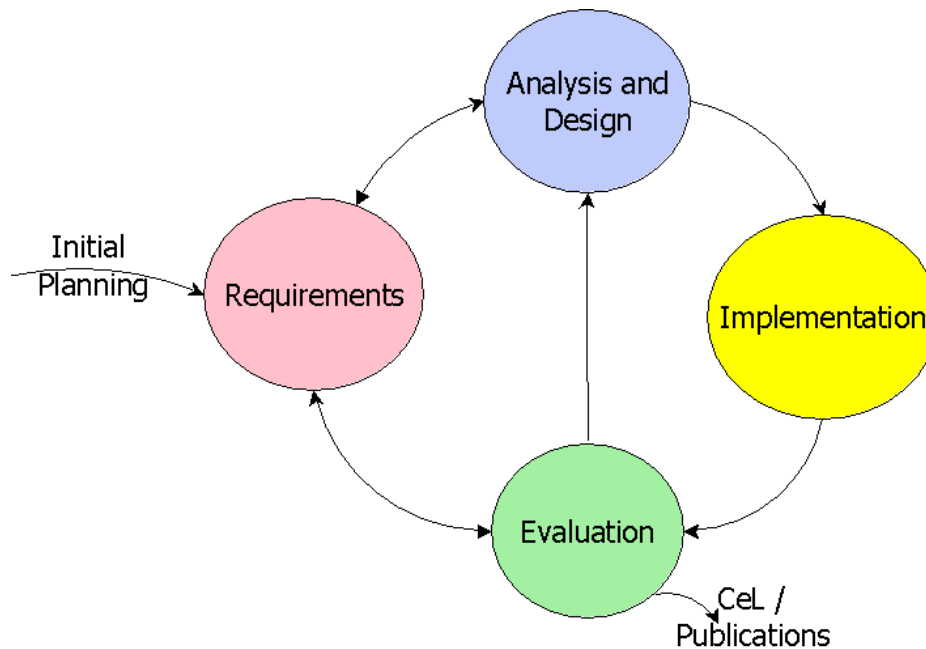 Analysis and
Design
Initial
Planning
Requirements
Implementation
Evaluation
CeL /
Publications